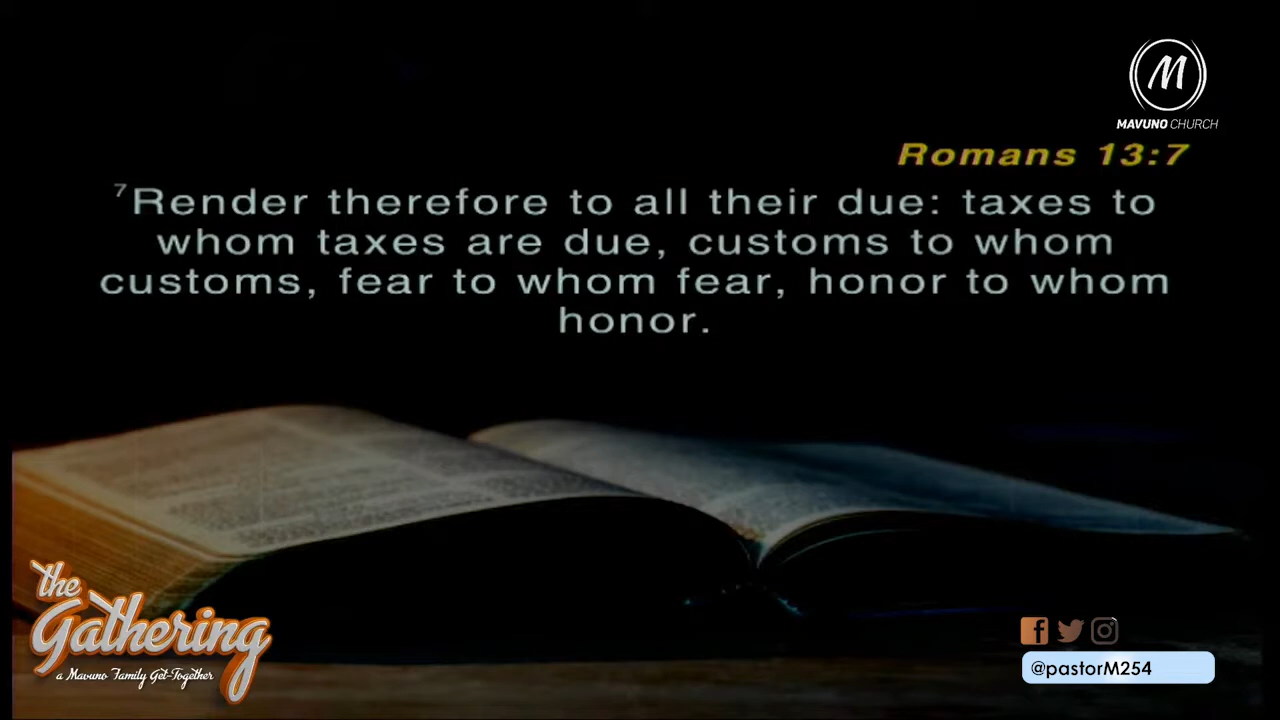 M
MAVUNO CHURCH
Romans 13:7
7Render therefore to all their due: taxes to
whom taxes are due, customs to whom
customs, fear to whom fear, honor to whom
honor.
the
Gathering
a Mavuno Family Get-Together
@pastorM254